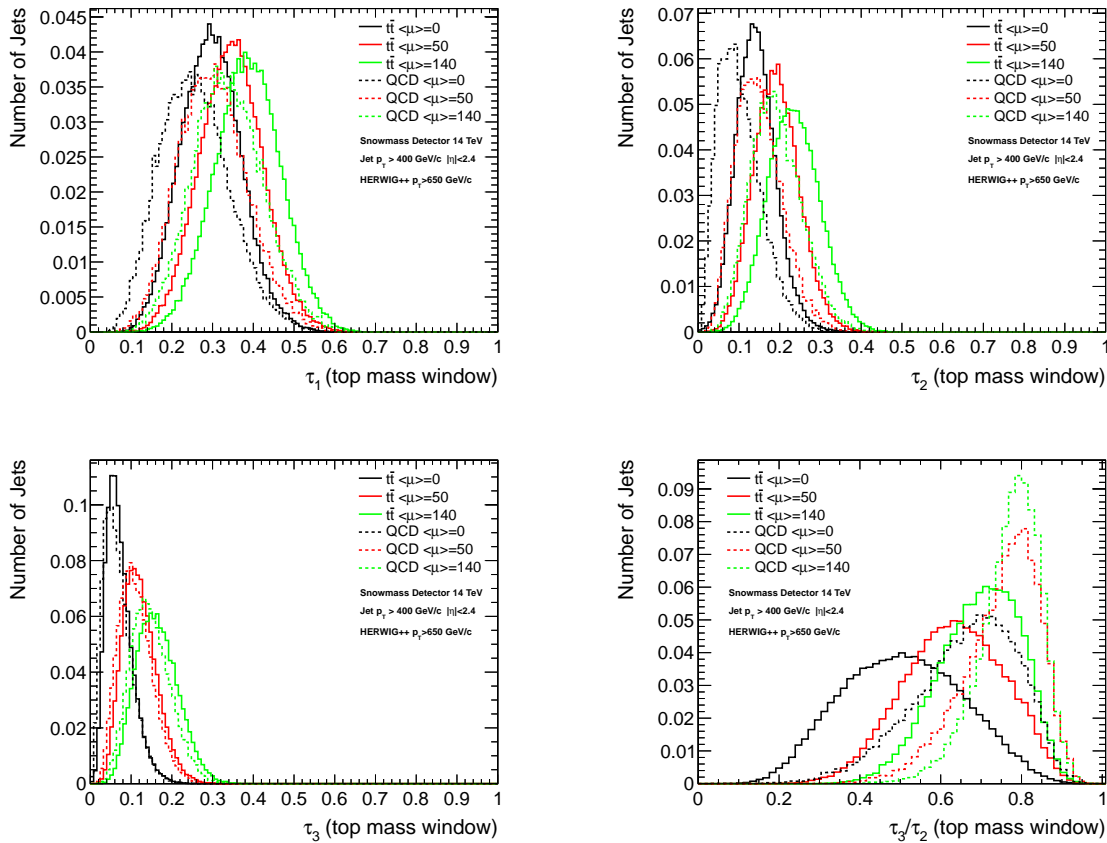 Number of Jets
0.045
0.04
0.035
0.03
0.025
0.02
0.015
0.01
0.005
0
tt̄ <μ>=0
tt̄ <μ>=50
tt̄ <μ>=140
QCD <μ>=0
QCD <μ>=50
QCD <μ>=140
Snowmass Detector 14 TeV
Jet p_T > 400 GeV/c |η|<2.4
HERWIG++ p_T>650 GeV/c
0 0.1 0.2 0.3 0.4 0.5 0.6 0.7 0.8 0.9 1
τ_1 (top mass window)
Number of Jets
0.07
0.06
0.05
0.04
0.03
0.02
0.01
0
tt̄ <μ>=0
tt̄ <μ>=50
tt̄ <μ>=140
QCD <μ>=0
QCD <μ>=50
QCD <μ>=140
Snowmass Detector 14 TeV
Jet p_T > 400 GeV/c |η|<2.4
HERWIG++ p_T>650 GeV/c
0 0.1 0.2 0.3 0.4 0.5 0.6 0.7 0.8 0.9 1
τ_2 (top mass window)
Number of Jets
0.1
0.08
0.06
0.04
0.02
0
tt̄ <μ>=0
tt̄ <μ>=50
tt̄ <μ>=140
QCD <μ>=0
QCD <μ>=50
QCD <μ>=140
Snowmass Detector 14 TeV
Jet p_T > 400 GeV/c |η|<2.4
HERWIG++ p_T>650 GeV/c
0 0.1 0.2 0.3 0.4 0.5 0.6 0.7 0.8 0.9 1
τ_3 (top mass window)
Number of Jets
0.09
0.08
0.07
0.06
0.05
0.04
0.03
0.02
0.01
0
tt̄ <μ>=0
tt̄ <μ>=50
tt̄ <μ>=140
QCD <μ>=0
QCD <μ>=50
QCD <μ>=140
Snowmass Detector 14 TeV
Jet p_T > 400 GeV/c |η|<2.4
HERWIG++ p_T>650 GeV/c
0 0.2 0.4 0.6 0.8 1
τ_3/τ_2 (top mass window)